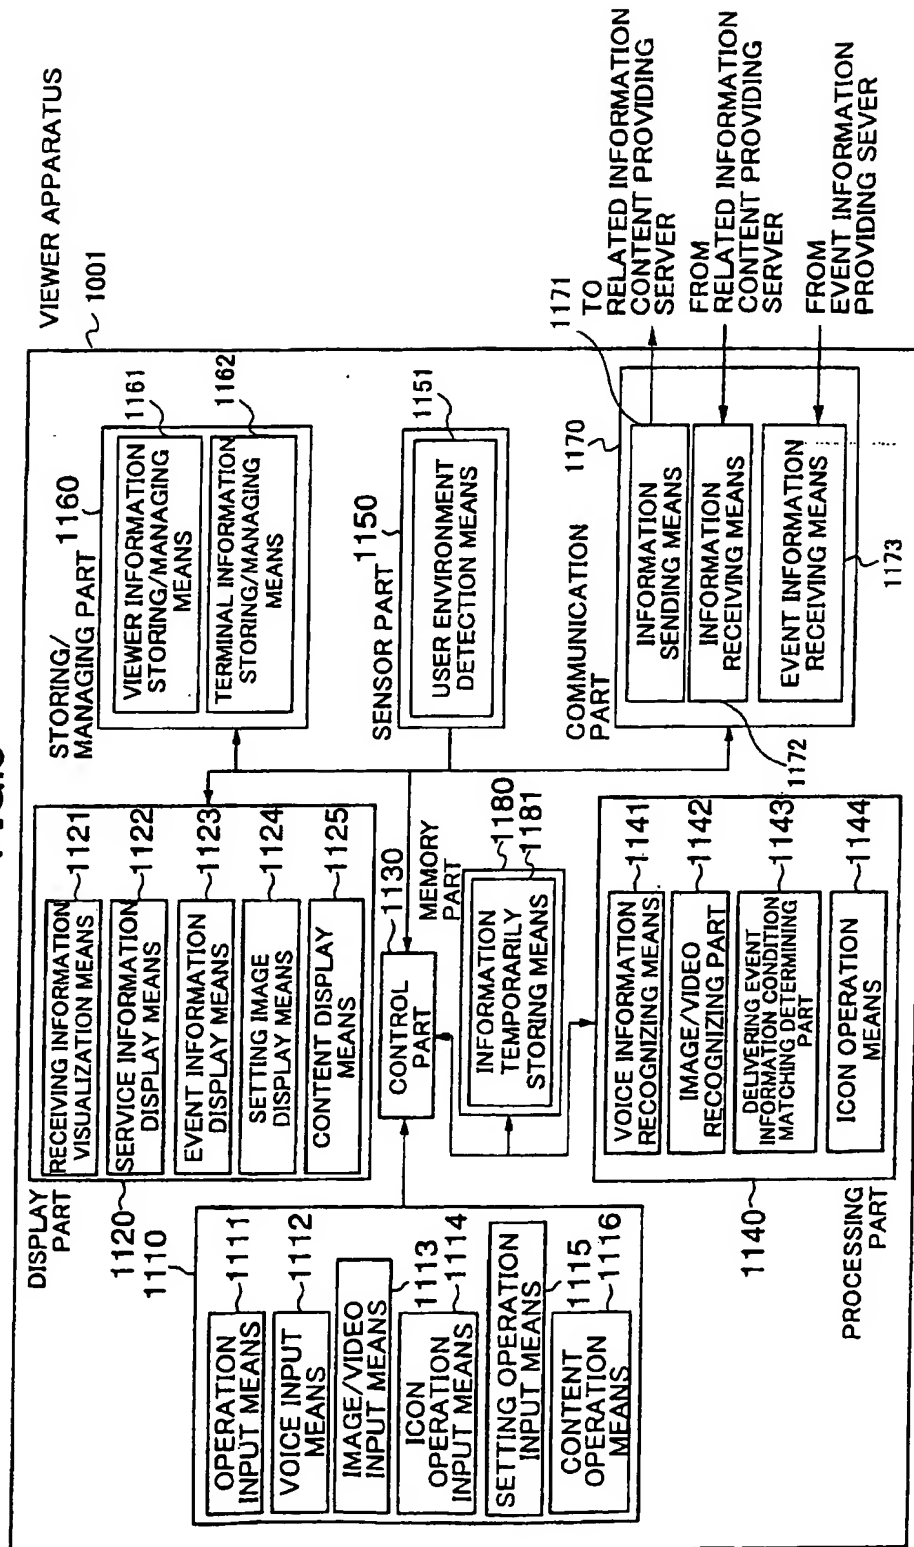 VIEWER APPARATUS
1001
DISPLAY
PART
1120
RECEIVING INFORMATION
VISUALIZATION MEANS
1121
SERVICE INFORMATION
DISPLAY MEANS
1122
EVENT INFORMATION
DISPLAY MEANS
1123
SETTING IMAGE
DISPLAY MEANS
1124
CONTENT DISPLAY
MEANS
1125
STORING/
MANAGING PART
1160
VIEWER INFORMATION
STORING/MANAGING
MEANS
1161
TERMINAL INFORMATION
STORING/MANAGING
MEANS
1162
1110
OPERATION
INPUT MEANS
1111
VOICE INPUT
MEANS
1112
IMAGE/VIDEO
INPUT MEANS
1113
ICON
OPERATION
INPUT MEANS
1114
SETTING OPERATION
INPUT MEANS
1115
CONTENT
OPERATION
MEANS
1116
CONTROL
PART
1130
SENSOR PART
1150
USER ENVIRONMENT
DETECTION MEANS
1151
MEMORY
PART
1180
INFORMATION
TEMPORARILY
STORING MEANS
1181
PROCESSING
PART
1140
VOICE INFORMATION
RECOGNIZING MEANS
1141
IMAGE/VIDEO
RECOGNIZING PART
1142
DELIVERING EVENT
INFORMATION CONDITION
MATCHING DETERMINING
PART
1143
ICON OPERATION
MEANS
1144
COMMUNICATION
PART
1170
INFORMATION
SENDING MEANS
1171
INFORMATION
RECEIVING MEANS
1172
EVENT INFORMATION
RECEIVING MEANS
1173
TO
RELATED INFORMATION
CONTENT PROVIDING
SERVER
FROM
RELATED INFORMATION
CONTENT PROVIDING
SERVER
FROM
EVENT INFORMATION
PROVIDING SEVER